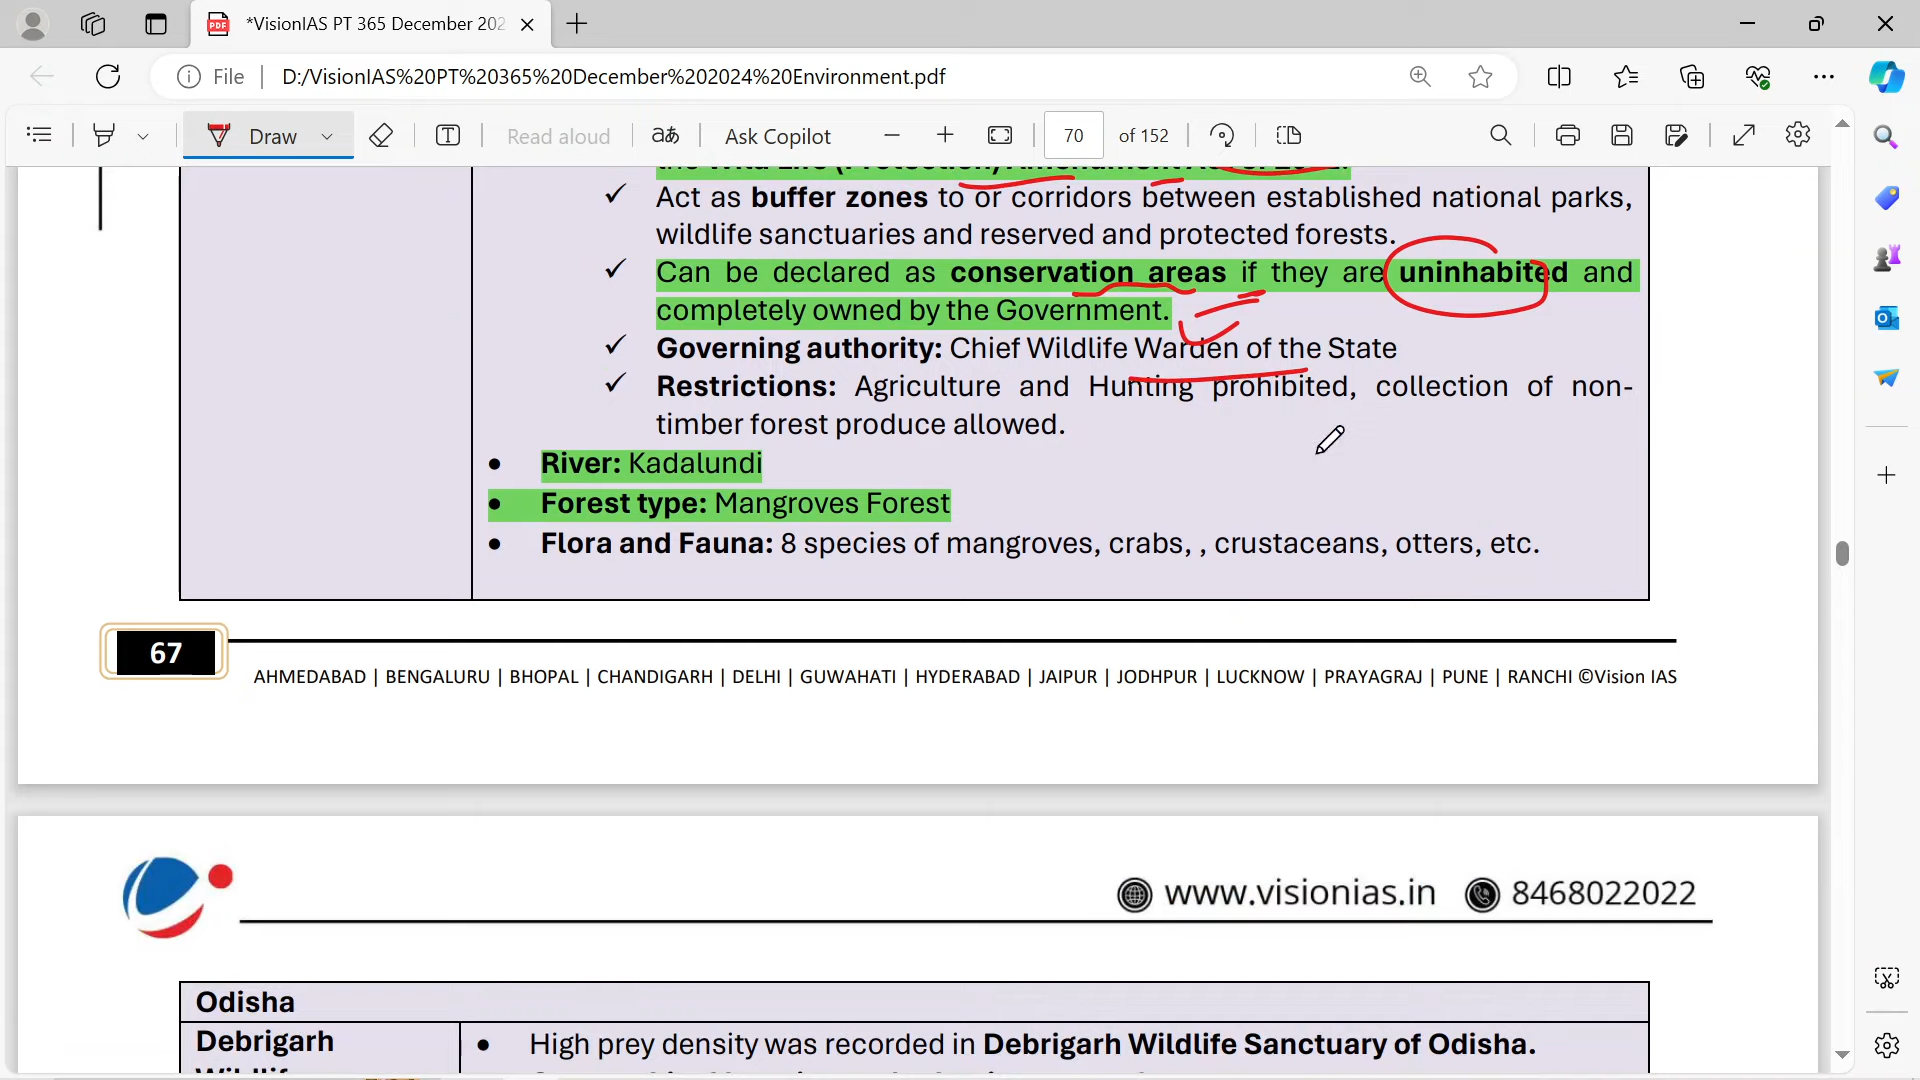 *VisionIAS PT 365 December 202
File
D:/VisionIAS%20PT%20365%20December%202024%20Environment.pdf
Draw
Read aloud
aあ
Ask Copilot
70 of 152
Act as buffer zones to or corridors between established national parks,
wildlife sanctuaries and reserved and protected forests.
Can be declared as conservation areas if they are uninhabited and
completely owned by the Government.
Governing authority: Chief Wildlife Warden of the State
Restrictions: Agriculture and Hunting prohibited, collection of non-
timber forest produce allowed.
River: Kadalundi
Forest type: Mangroves Forest
Flora and Fauna: 8 species of mangroves, crabs, , crustaceans, otters, etc.
67
AHMEDABAD | BENGALURU | BHOPAL | CHANDIGARH | DELHI | GUWAHATI | HYDERABAD | JAIPUR | JODHPUR | LUCKNOW | PRAYAGRAJ | PUNE | RANCHI ©Vision IAS
www.visionias.in 8468022022
Odisha
Debrigarh
High prey density was recorded in Debrigarh Wildlife Sanctuary of Odisha.